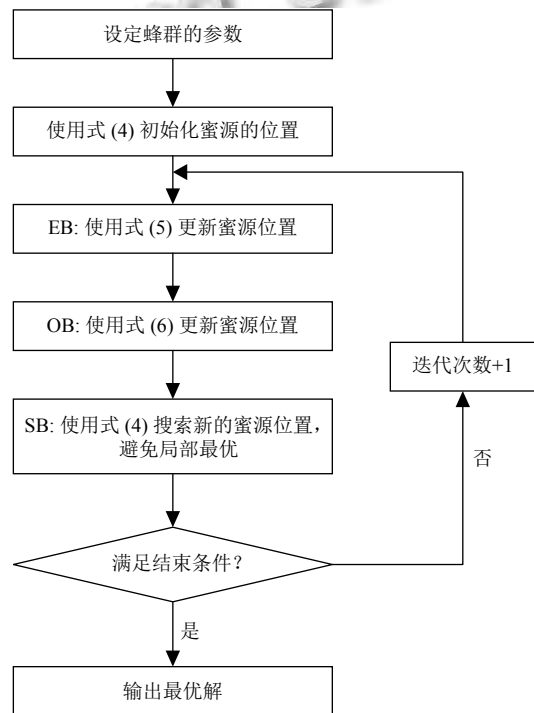 设定蜂群的参数
使用式 (4) 初始化蜜源的位置
EB: 使用式 (5) 更新蜜源位置
OB: 使用式 (6) 更新蜜源位置
迭代次数+1
SB: 使用式 (4) 搜索新的蜜源位置，
避免局部最优
否
满足结束条件？
是
输出最优解